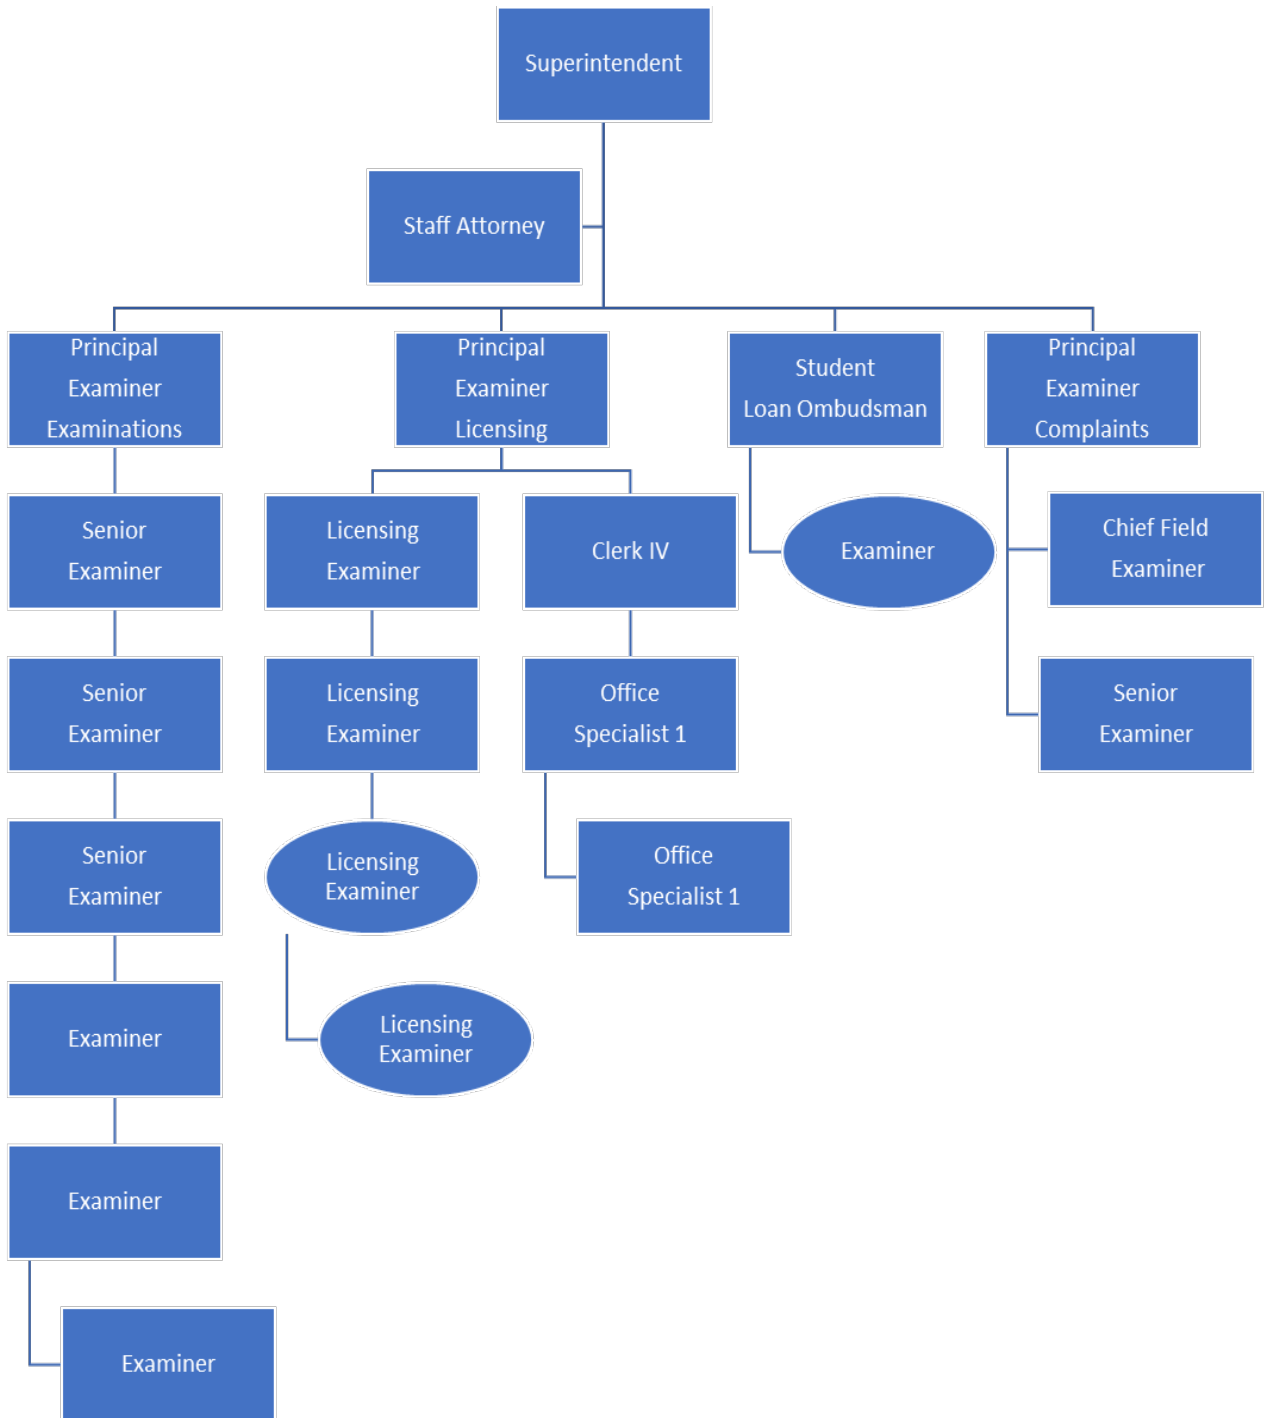 Superintendent
Staff Attorney
Principal
Examiner
Examinations
Principal
Examiner
Licensing
Student
Loan Ombudsman
Principal
Examiner
Complaints
Senior
Examiner
Licensing
Examiner
Clerk IV
Examiner
Chief Field
Examiner
Senior
Examiner
Licensing
Examiner
Office
Specialist 1
Senior
Examiner
Senior
Examiner
Licensing
Examiner
Office
Specialist 1
Examiner
Licensing
Examiner
Examiner
Examiner